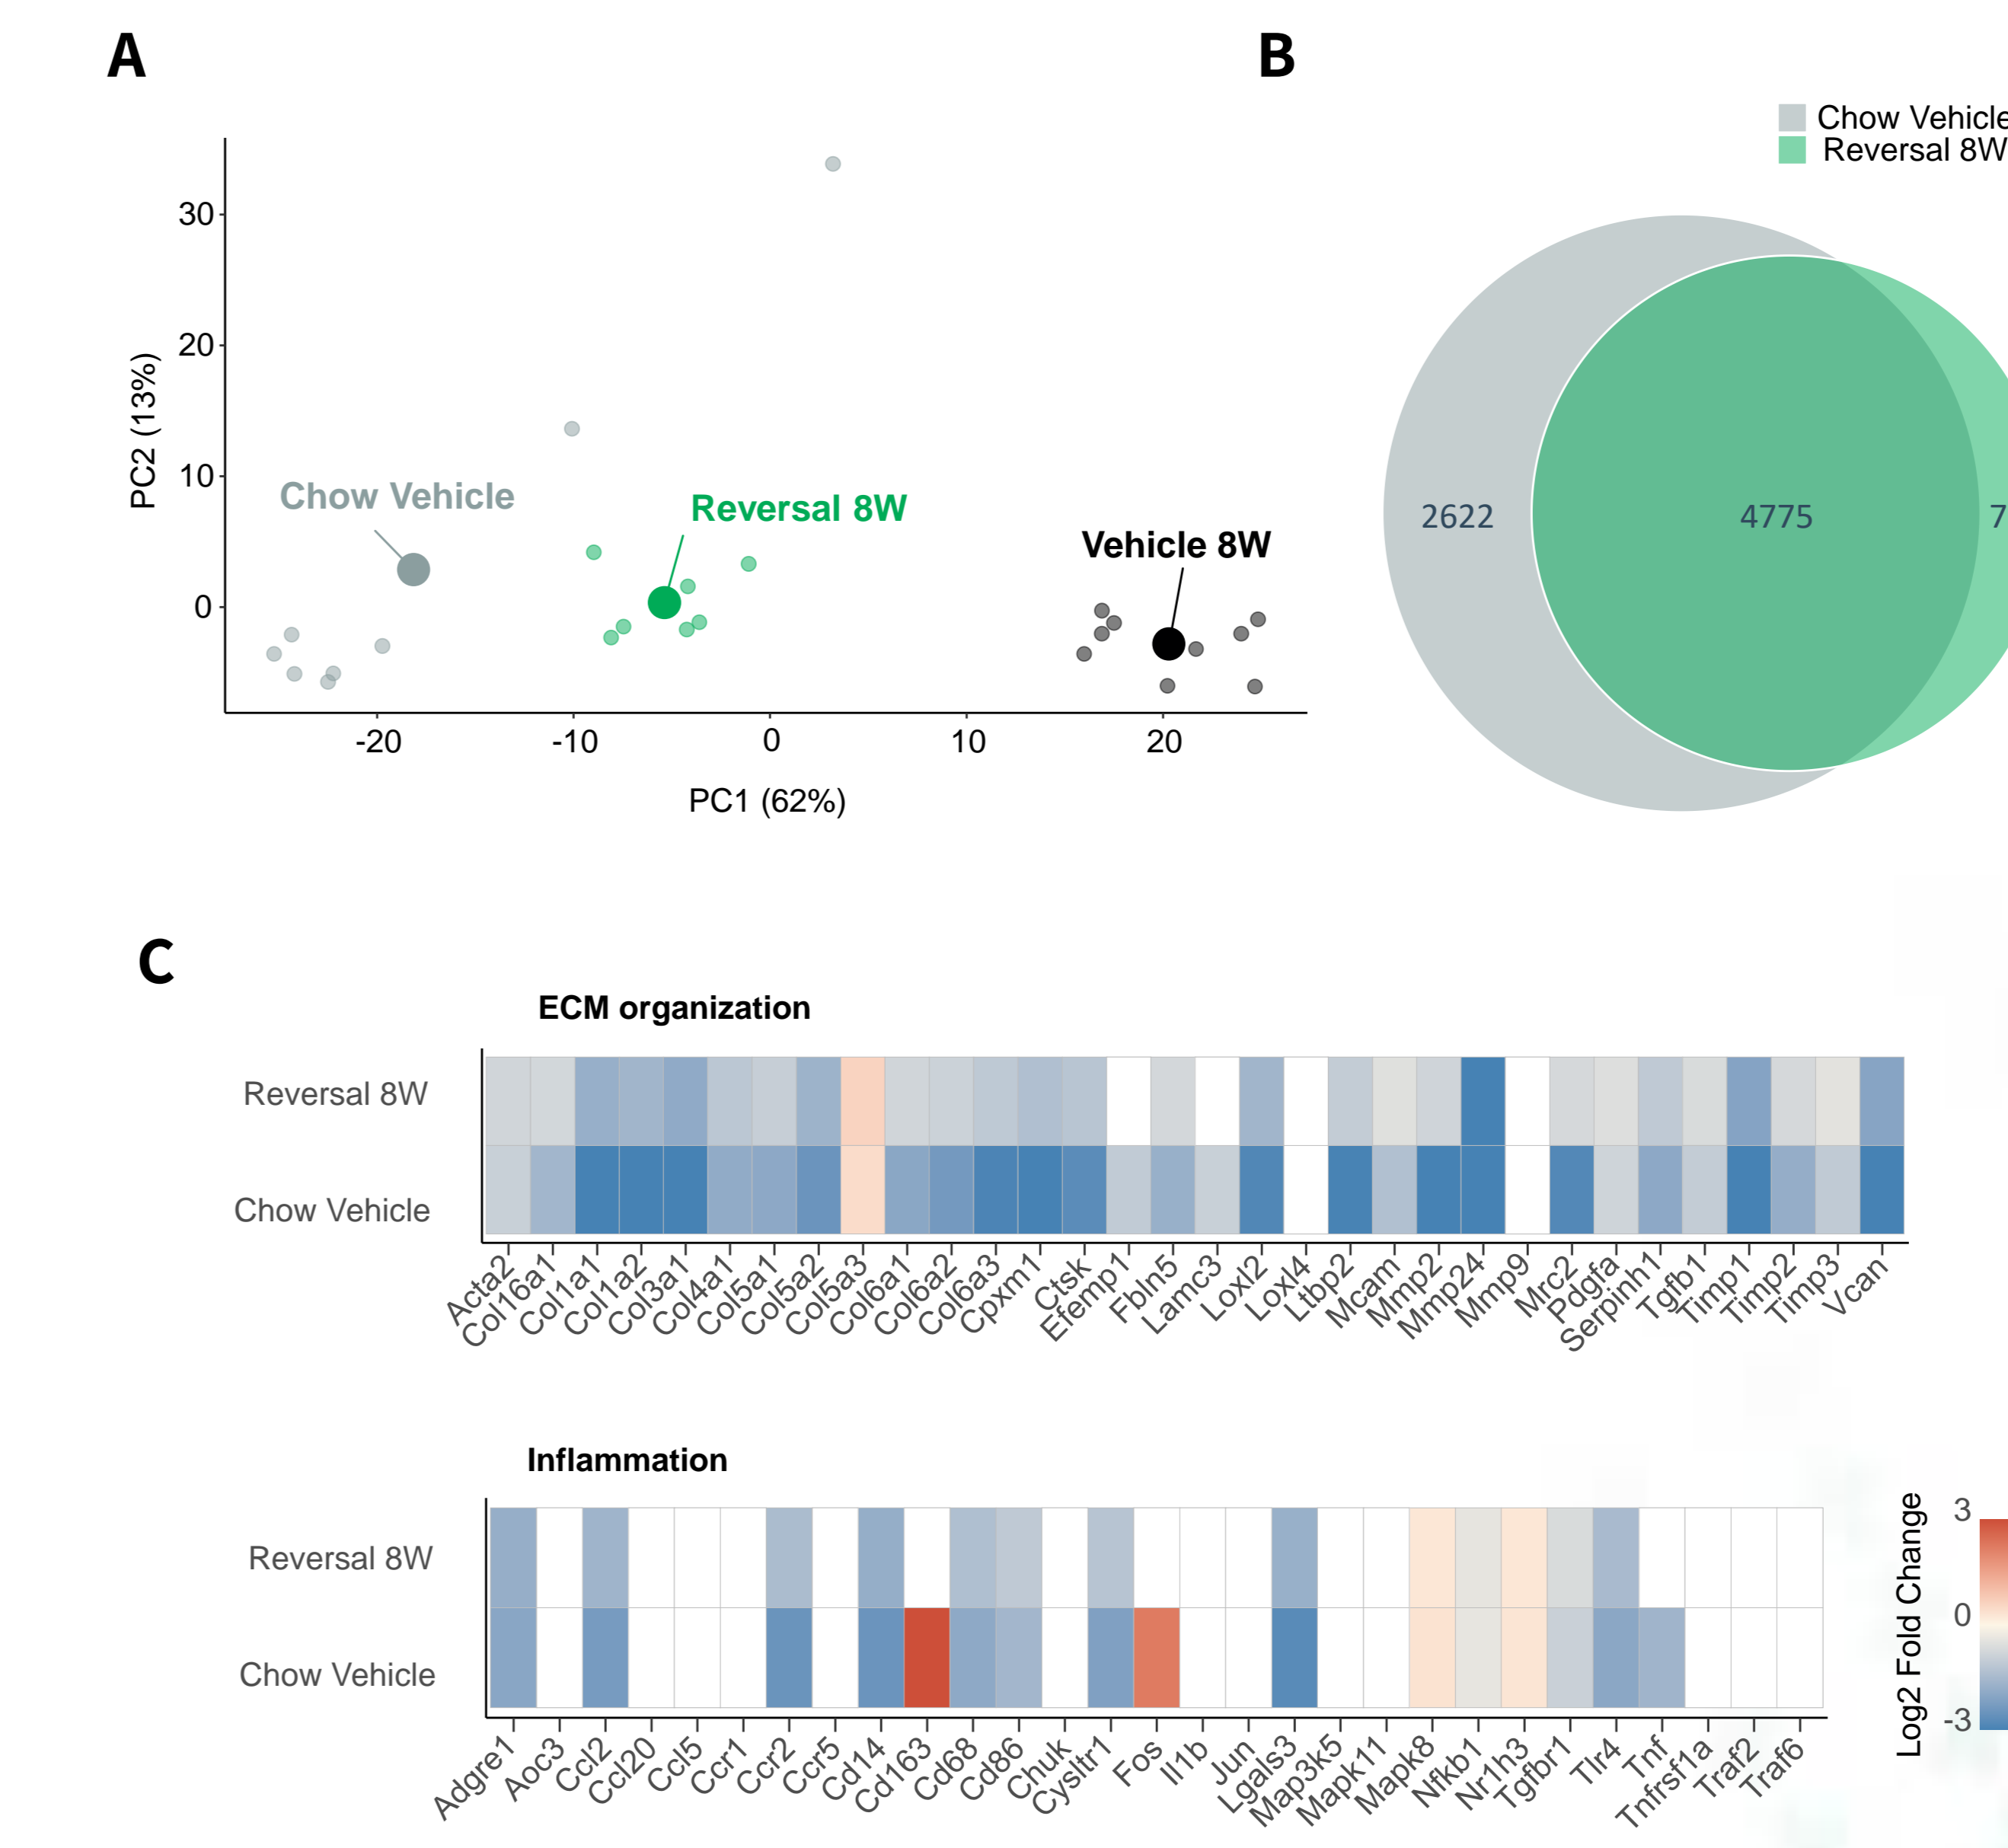 A
B
Chow Vehicle
Reversal 8W
30
20
10
0
PC2 (13%)
Chow Vehicle
Reversal 8W
Vehicle 8W
-20 -10 0 10 20
PC1 (62%)
2622 4775
C
ECM organization
Reversal 8W
Chow Vehicle
Acta2 Col16a1 Col1a1 Col1a2 Col3a1 Col4a1 Col5a1 Col5a2 Col5a3 Col6a1 Col6a2 Col6a3 Cpxm1 Ctsk Efemp1 Fbln5 Lamc3 Loxl2 Loxl4 Ltbp2 Mcam Mmp2 Mmp24 Mmp9 Mrc2 Pdgfa Serpinh1 Tgfb1 Timp1 Timp2 Timp3 Vcan
Inflammation
Reversal 8W
Chow Vehicle
Adgre1 Aoc3 Ccl2 Ccl20 Ccl5 Ccr1 Ccr2 Ccr5 Cd14 Cd163 Cd68 Cd86 Chuk Cysltr1 Fos Il1b Jun Lgals3 Map3k5 Mapk11 Mapk8 Nfkb1 Nr1h3 Tgfbr1 Tlr4 Tnf Tnfrsf1a Traf2 Traf6
Log2 Fold Change
3
0
-3